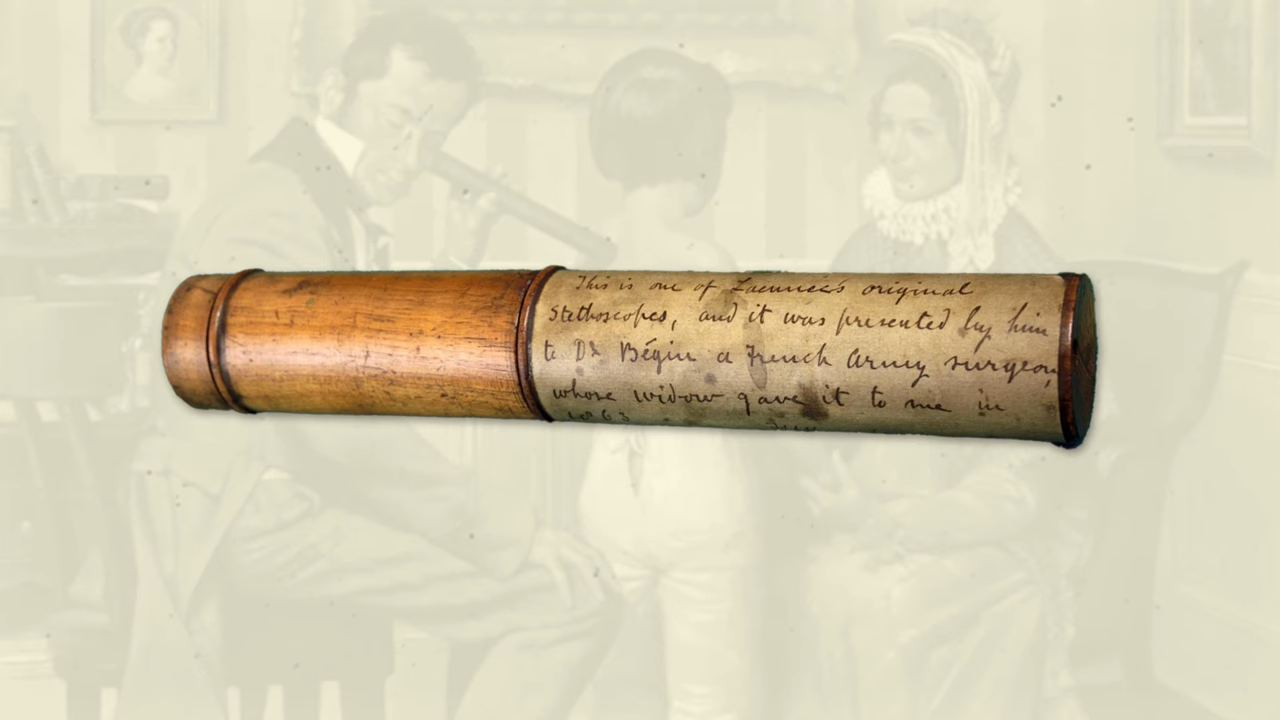 This is one of Laennec's original
Stethoscopes, and it was presented by him
to Dr Bégin a French Army surgeon,
whose widow gave it to me in
1863